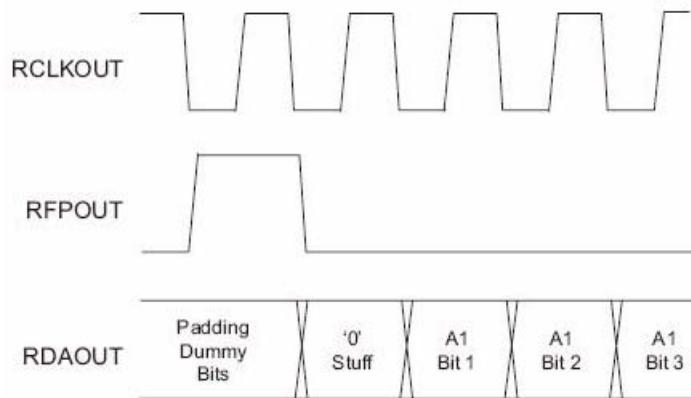 RCLKOUT
RFPOUT
RDAOUT
Padding
Dummy
Bits
'0'
Stuff
A1
Bit 1
A1
Bit 2
A1
Bit 3